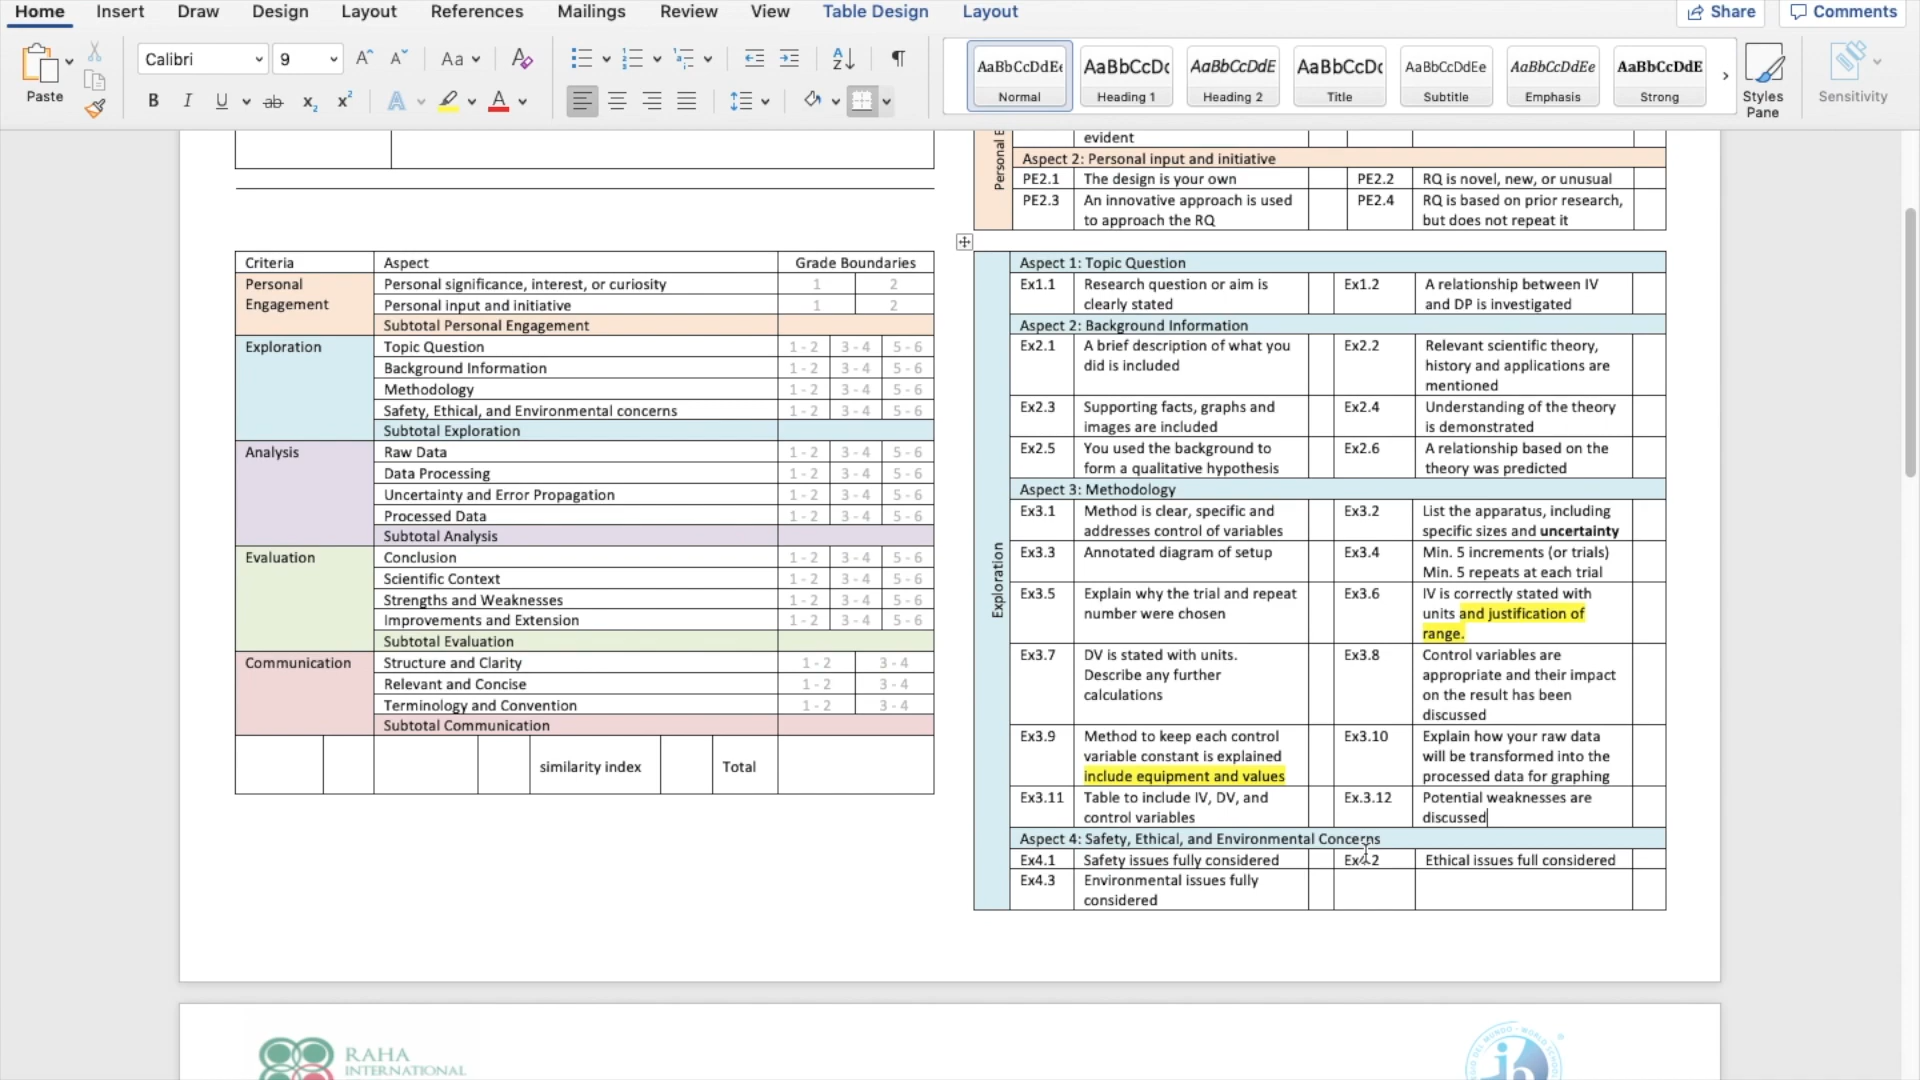 Home Insert Draw Design Layout References Mailings Review View Table Design Layout Share Comments
Calibri 9 Aa
Paste
B I U ab x2 x2 A A
AaBbCcDdEe AaBbCcDc AaBbCcDdE AaBbCcDc AaBbCcDdEe AaBbCcDdEe AaBbCcDdE
Normal Heading 1 Heading 2 Title Subtitle Emphasis Strong
Styles Pane
Sensitivity
Criteria Aspect Grade Boundaries
Personal Engagement Personal significance, interest, or curiosity 1 2
Personal input and initiative 1 2
Subtotal Personal Engagement
Exploration Topic Question 1 - 2 3 - 4 5 - 6
Background Information 1 - 2 3 - 4 5 - 6
Methodology 1 - 2 3 - 4 5 - 6
Safety, Ethical, and Environmental concerns 1 - 2 3 - 4 5 - 6
Subtotal Exploration
Analysis Raw Data 1 - 2 3 - 4 5 - 6
Data Processing 1 - 2 3 - 4 5 - 6
Uncertainty and Error Propagation 1 - 2 3 - 4 5 - 6
Processed Data 1 - 2 3 - 4 5 - 6
Subtotal Analysis
Evaluation Conclusion 1 - 2 3 - 4 5 - 6
Scientific Context 1 - 2 3 - 4 5 - 6
Strengths and Weaknesses 1 - 2 3 - 4 5 - 6
Improvements and Extension 1 - 2 3 - 4 5 - 6
Subtotal Evaluation
Communication Structure and Clarity 1 - 2 3 - 4
Relevant and Concise 1 - 2 3 - 4
Terminology and Convention 1 - 2 3 - 4
Subtotal Communication
similarity index Total
Personal
evident
Aspect 2: Personal input and initiative
PE2.1 The design is your own PE2.2 RQ is novel, new, or unusual
PE2.3 An innovative approach is used PE2.4 RQ is based on prior research,
to approach the RQ but does not repeat it
Exploration
Aspect 1: Topic Question
Ex1.1 Research question or aim is Ex1.2 A relationship between IV
clearly stated and DP is investigated
Aspect 2: Background Information
Ex2.1 A brief description of what you Ex2.2 Relevant scientific theory,
did is included history and applications are
mentioned
Ex2.3 Supporting facts, graphs and Ex2.4 Understanding of the theory
images are included is demonstrated
Ex2.5 You used the background to Ex2.6 A relationship based on the
form a qualitative hypothesis theory was predicted
Aspect 3: Methodology
Ex3.1 Method is clear, specific and Ex3.2 List the apparatus, including
addresses control of variables specific sizes and uncertainty
Ex3.3 Annotated diagram of setup Ex3.4 Min. 5 increments (or trials)
Min. 5 repeats at each trial
Ex3.5 Explain why the trial and repeat Ex3.6 IV is correctly stated with
number were chosen units and justification of
range.
Ex3.7 DV is stated with units. Ex3.8 Control variables are
Describe any further appropriate and their impact
calculations on the result has been
discussed
Ex3.9 Method to keep each control Ex3.10 Explain how your raw data
variable constant is explained will be transformed into the
include equipment and values processed data for graphing
Ex3.11 Table to include IV, DV, and Ex.3.12 Potential weaknesses are
control variables discussed
Aspect 4: Safety, Ethical, and Environmental Concerns
Ex4.1 Safety issues fully considered Ex4.2 Ethical issues full considered
Ex4.3 Environmental issues fully
considered
RAHA
INTERNATIONAL